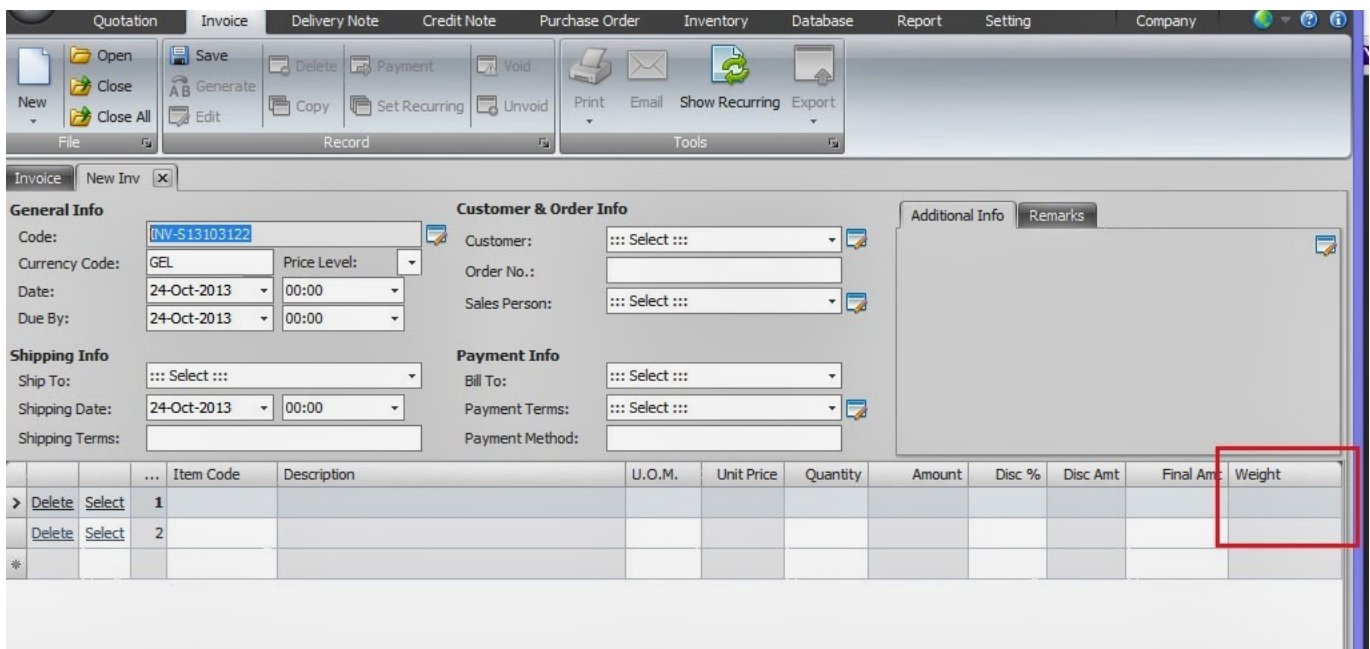 Quotation Invoice Delivery Note Credit Note Purchase Order Inventory Database Report Setting Company
New
Open
Close
Close All
Save
Generate
Edit
Delete
Copy
Payment
Set Recurring
Void
Unvoid
Print
Email
Show Recurring
Export
File Record Tools
Invoice New Inv
General Info
Code: INV-S13103122
Currency Code: GEL Price Level:
Date: 24-Oct-2013 00:00
Due By: 24-Oct-2013 00:00
Customer & Order Info
Customer: ::: Select :::
Order No.:
Sales Person: ::: Select :::
Additional Info Remarks
Shipping Info
Ship To: ::: Select :::
Shipping Date: 24-Oct-2013 00:00
Shipping Terms:
Payment Info
Bill To: ::: Select :::
Payment Terms: ::: Select :::
Payment Method:
... Item Code Description U.O.M. Unit Price Quantity Amount Disc % Disc Amt Final Amt Weight
Delete Select 1
Delete Select 2